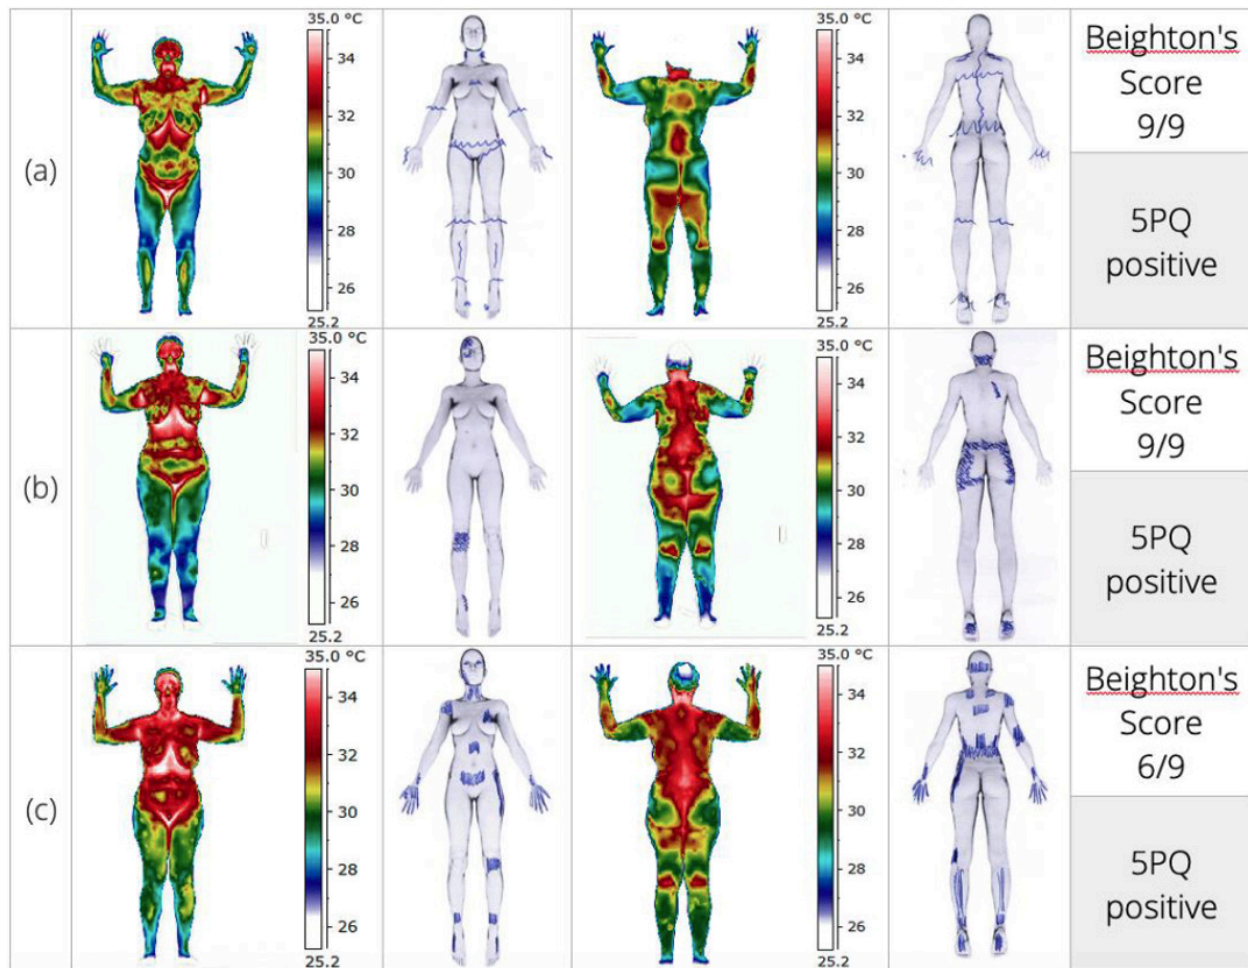 (a)
35.0 °C
34
32
30
28
26
25.2
35.0 °C
34
32
30
28
26
25.2
Beighton's
Score
9/9
5PQ
positive
(b)
35.0 °C
34
32
30
28
26
25.2
35.0 °C
34
32
30
28
26
25.2
Beighton's
Score
9/9
5PQ
positive
(c)
35.0 °C
34
32
30
28
26
25.2
35.0 °C
34
32
30
28
26
25.2
Beighton's
Score
6/9
5PQ
positive